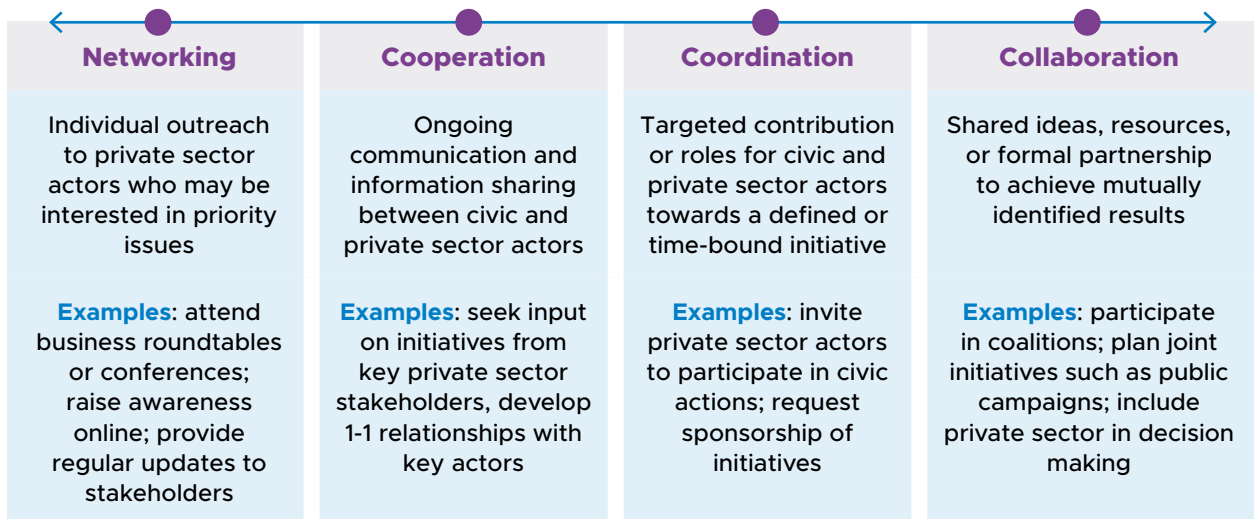 Networking
Individual outreach
to private sector
actors who may be
interested in priority
issues
Examples: attend
business roundtables
or conferences;
raise awareness
online; provide
regular updates to
stakeholders
Cooperation
Ongoing
communication and
information sharing
between civic and
private sector actors
Examples: seek input
on initiatives from
key private sector
stakeholders, develop
1-1 relationships with
key actors
Coordination
Targeted contribution
or roles for civic and
private sector actors
towards a defined or
time-bound initiative
Examples: invite
private sector actors
to participate in civic
actions; request
sponsorship of
initiatives
Collaboration
Shared ideas, resources,
or formal partnership
to achieve mutually
identified results
Examples: participate
in coalitions; plan joint
initiatives such as public
campaigns; include
private sector in decision
making